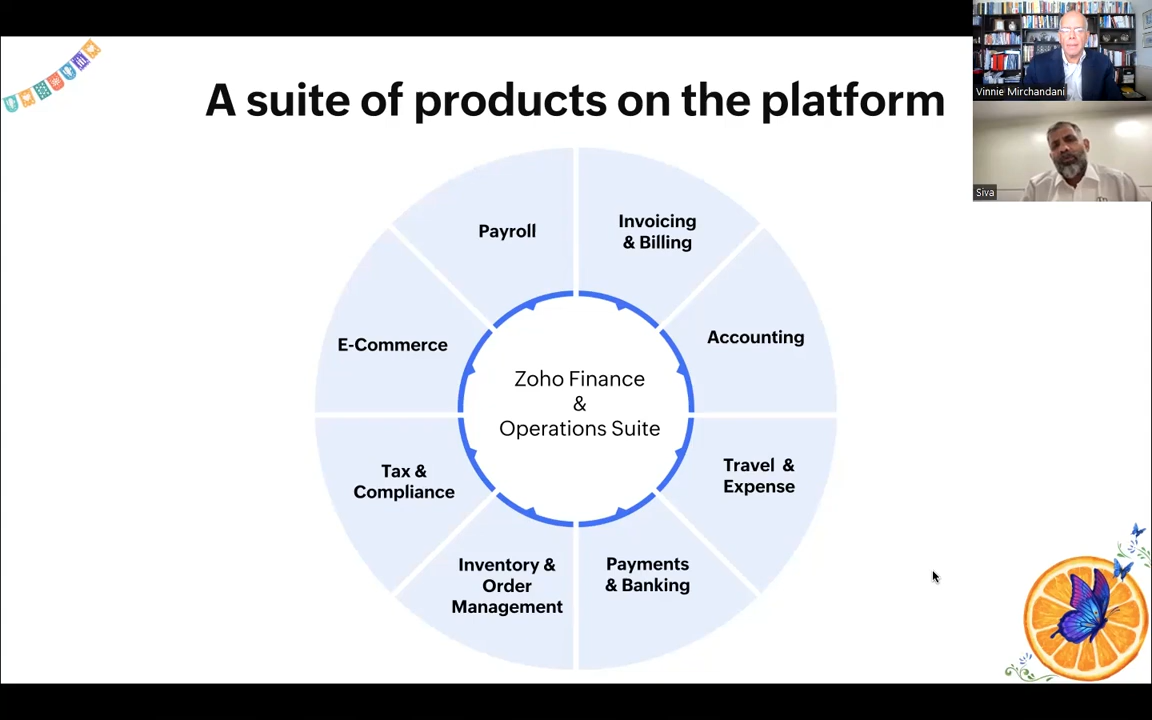 A suite of products on the platform
Vinnie Mirchandani
Siva
Payroll
Invoicing
& Billing
E-Commerce
Accounting
Zoho Finance
&
Operations Suite
Tax &
Compliance
Travel &
Expense
Inventory &
Order
Management
Payments
& Banking